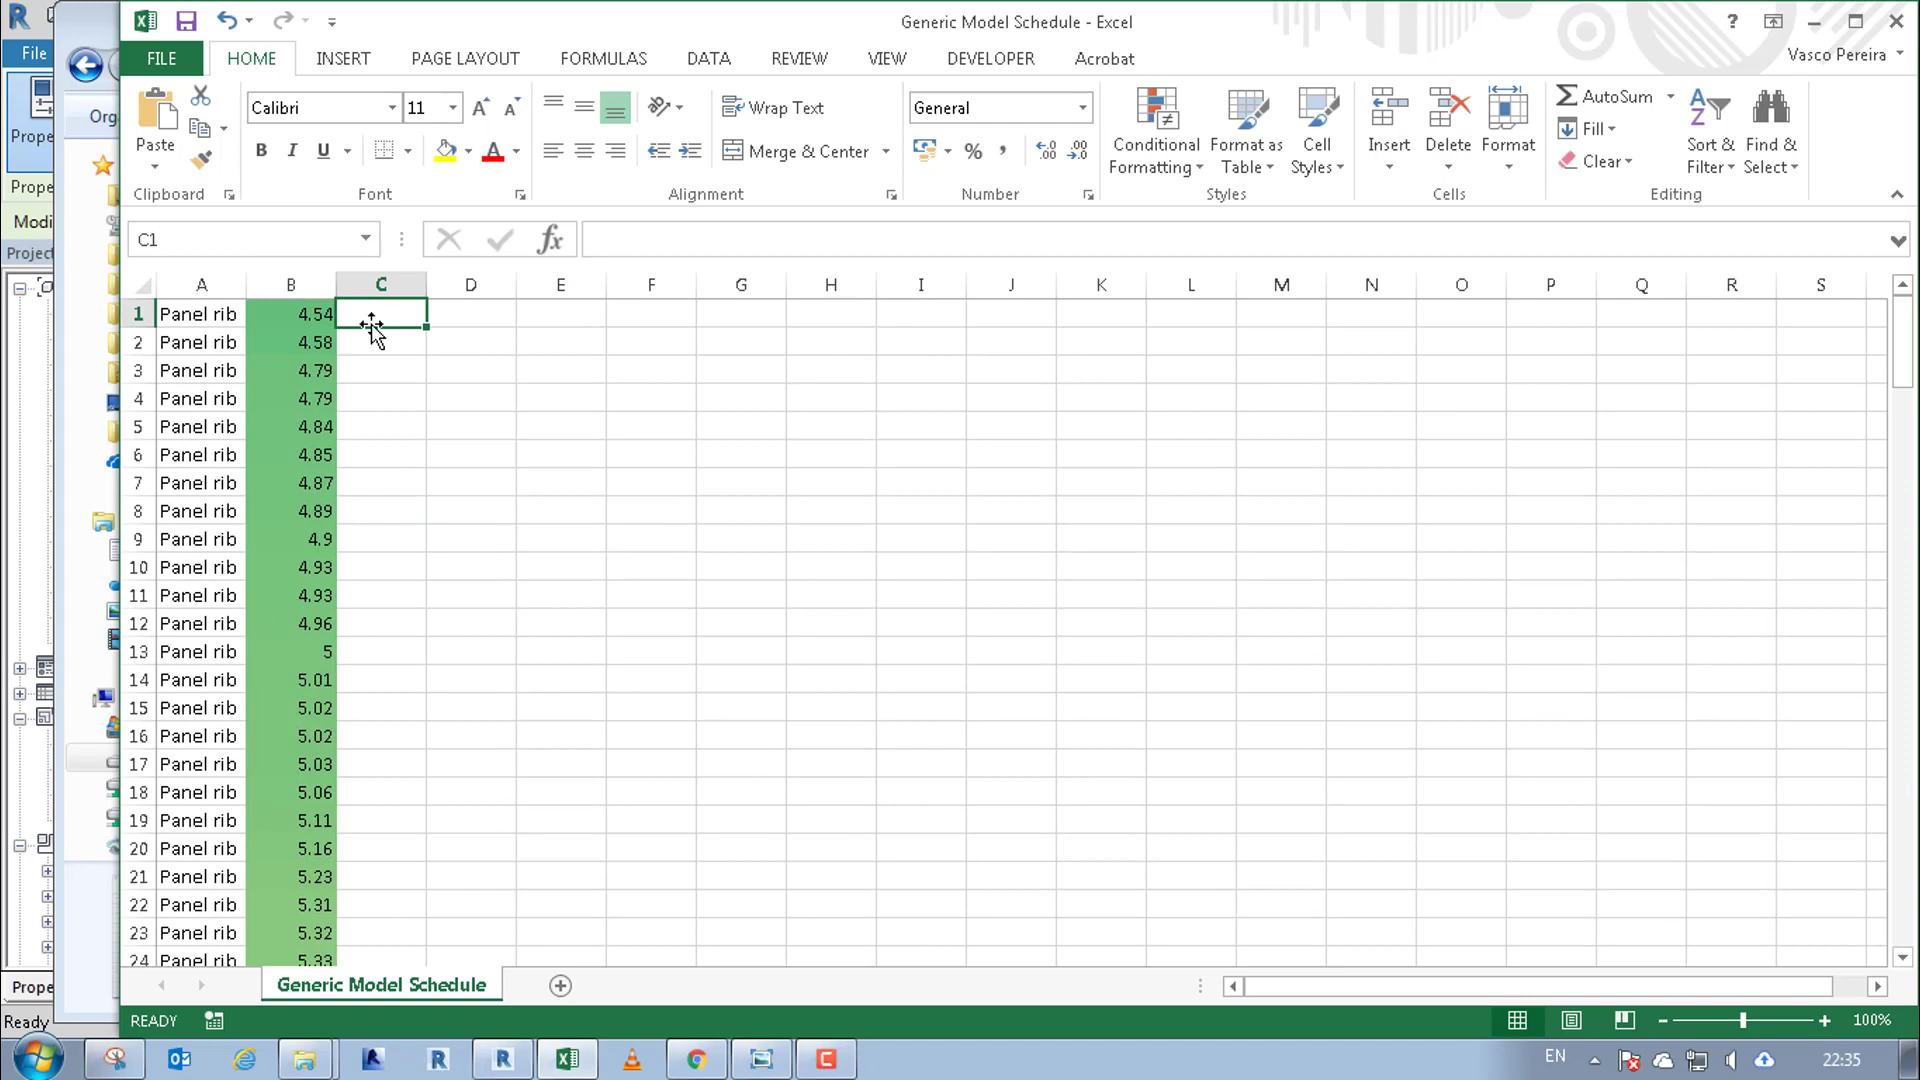 Generic Model Schedule - Excel
Vasco Pereira
File
FILE HOME INSERT PAGE LAYOUT FORMULAS DATA REVIEW VIEW DEVELOPER Acrobat
Orga
Prope
Prope
Modi
Project
Paste
Calibri 11
Wrap Text
Merge & Center
General
Conditional Formatting
Format as Table
Cell Styles
Insert
Delete
Format
AutoSum
Fill
Clear
Sort & Filter
Find & Select
Clipboard Font Alignment Number Styles Cells Editing
C1
fx
A B C D E F G H I J K L M N O P Q R S
1 Panel rib 4.54
2 Panel rib 4.58
3 Panel rib 4.79
4 Panel rib 4.79
5 Panel rib 4.84
6 Panel rib 4.85
7 Panel rib 4.87
8 Panel rib 4.89
9 Panel rib 4.9
10 Panel rib 4.93
11 Panel rib 4.93
12 Panel rib 4.96
13 Panel rib 5
14 Panel rib 5.01
15 Panel rib 5.02
16 Panel rib 5.02
17 Panel rib 5.03
18 Panel rib 5.06
19 Panel rib 5.11
20 Panel rib 5.16
21 Panel rib 5.23
22 Panel rib 5.31
23 Panel rib 5.32
24 Panel rib 5.33
Prope
Generic Model Schedule
Ready
READY
100%
EN
22:35